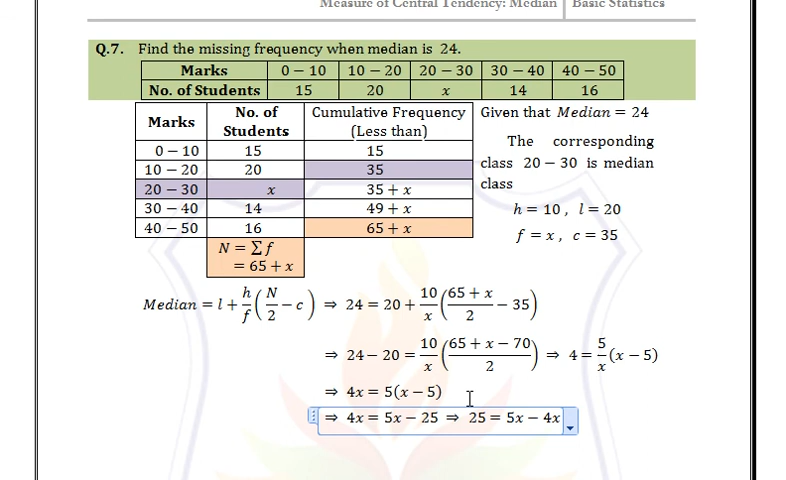 Measure of Central Tendency: Median Basic Statistics
Q.7. Find the missing frequency when median is 24.
Marks 0 – 10 10 – 20 20 – 30 30 – 40 40 – 50
No. of Students 15 20 x 14 16
Marks No. of Students Cumulative Frequency (Less than)
0 – 10 15 15
10 – 20 20 35
20 – 30 x 35 + x
30 – 40 14 49 + x
40 – 50 16 65 + x
N = ∑ f
= 65 + x
Given that Median = 24
The corresponding
class 20 – 30 is median
class
h = 10 , l = 20
f = x , c = 35
Median = l + h/f (N/2 – c) ⇒ 24 = 20 + 10/x ((65 + x)/2 – 35)
⇒ 24 – 20 = 10/x ((65 + x – 70)/2) ⇒ 4 = 5/x (x – 5)
⇒ 4x = 5(x – 5)
⇒ 4x = 5x – 25 ⇒ 25 = 5x – 4x